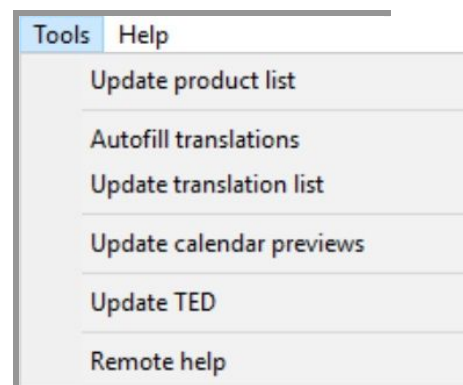 Tools Help
Update product list
Autofill translations
Update translation list
Update calendar previews
Update TED
Remote help